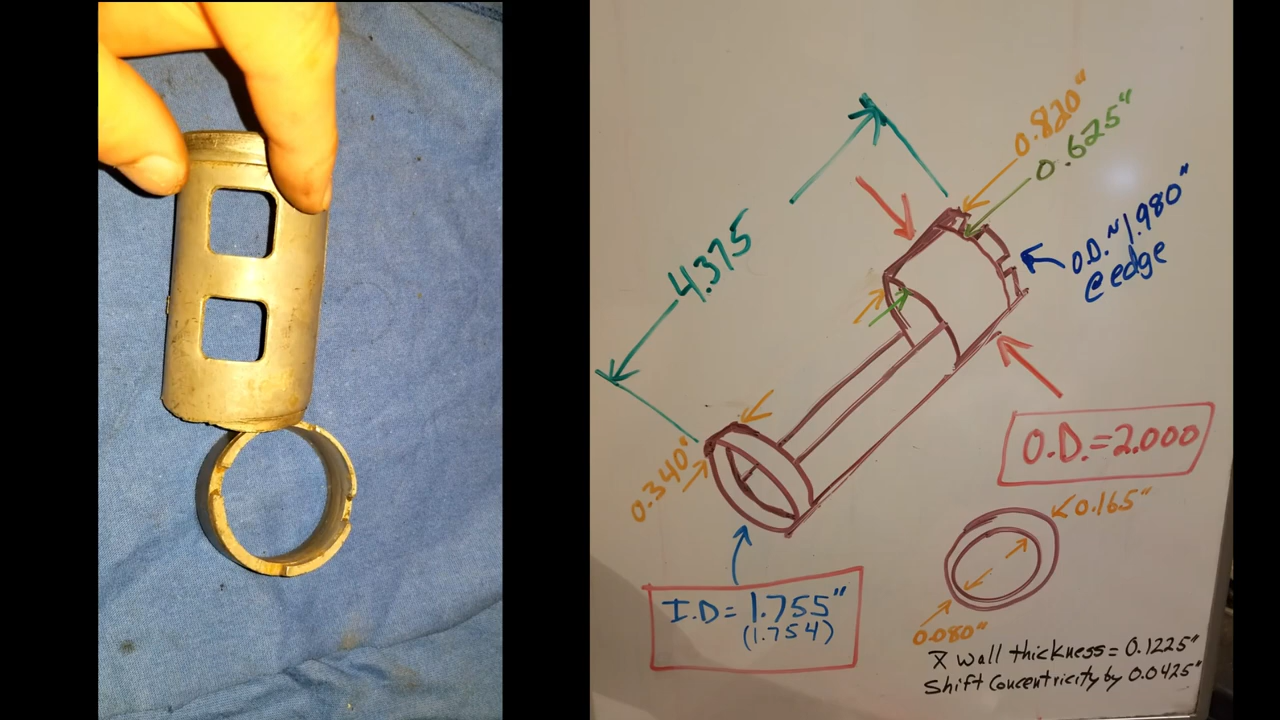 0.820"
0.625"
4.375
O.D. ~ 1.980"
@ edge
O.D. = 2.000
0.340"
0.165"
I.D = 1.755"
(1.754)
0.080"
x̄ wall thickness = 0.1225"
Shift Concentricity by 0.0425"